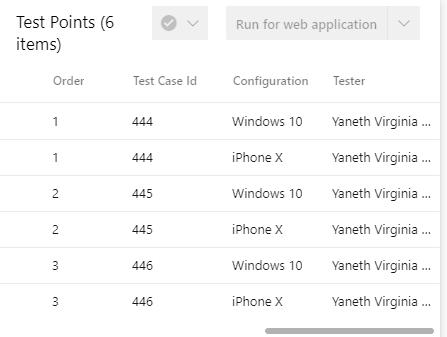 Test Points (6
items)
Run for web application
Order Test Case Id Configuration Tester
1 444 Windows 10 Yaneth Virginia ...
1 444 iPhone X Yaneth Virginia ...
2 445 Windows 10 Yaneth Virginia ...
2 445 iPhone X Yaneth Virginia ...
3 446 Windows 10 Yaneth Virginia ...
3 446 iPhone X Yaneth Virginia ...